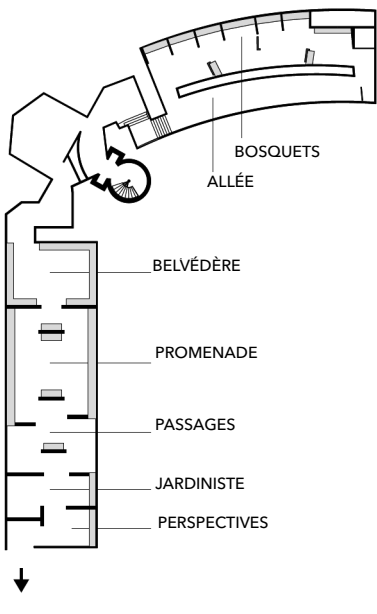 BOSQUETS
ALLÉE
BELVÉDÈRE
PROMENADE
PASSAGES
JARDINISTE
PERSPECTIVES